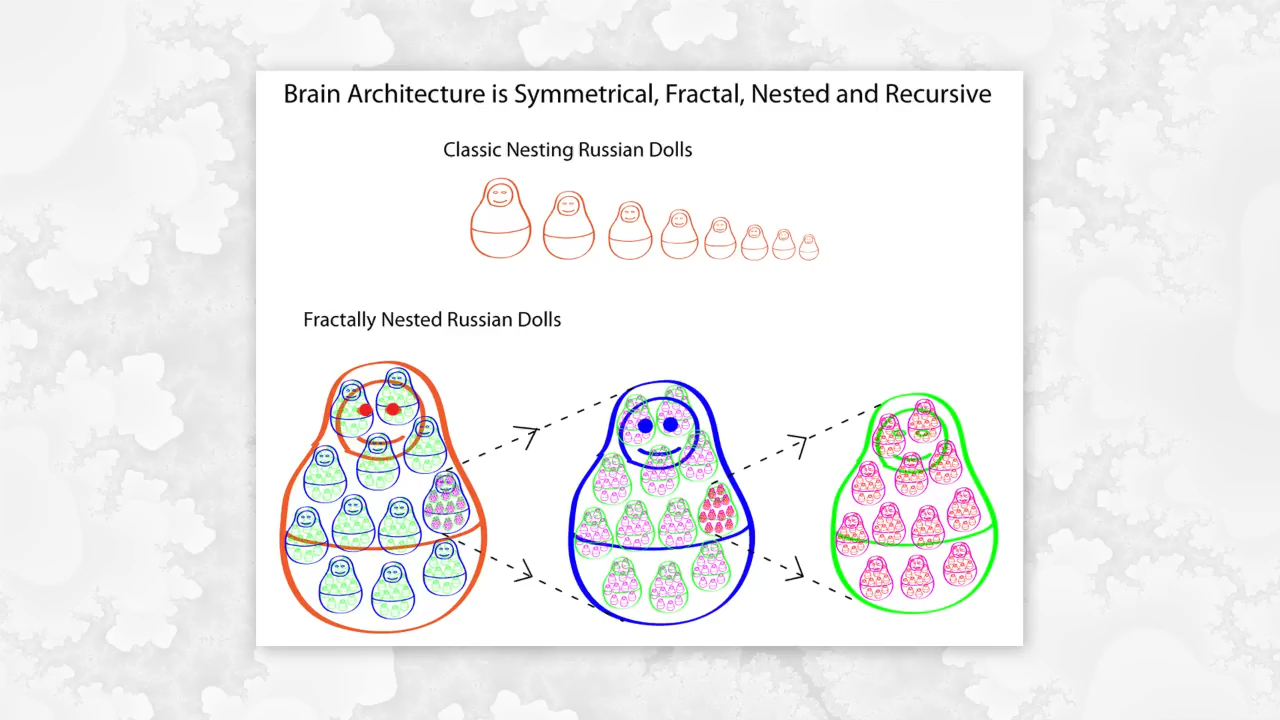 Brain Architecture is Symmetrical, Fractal, Nested and Recursive
Classic Nesting Russian Dolls
Fractally Nested Russian Dolls